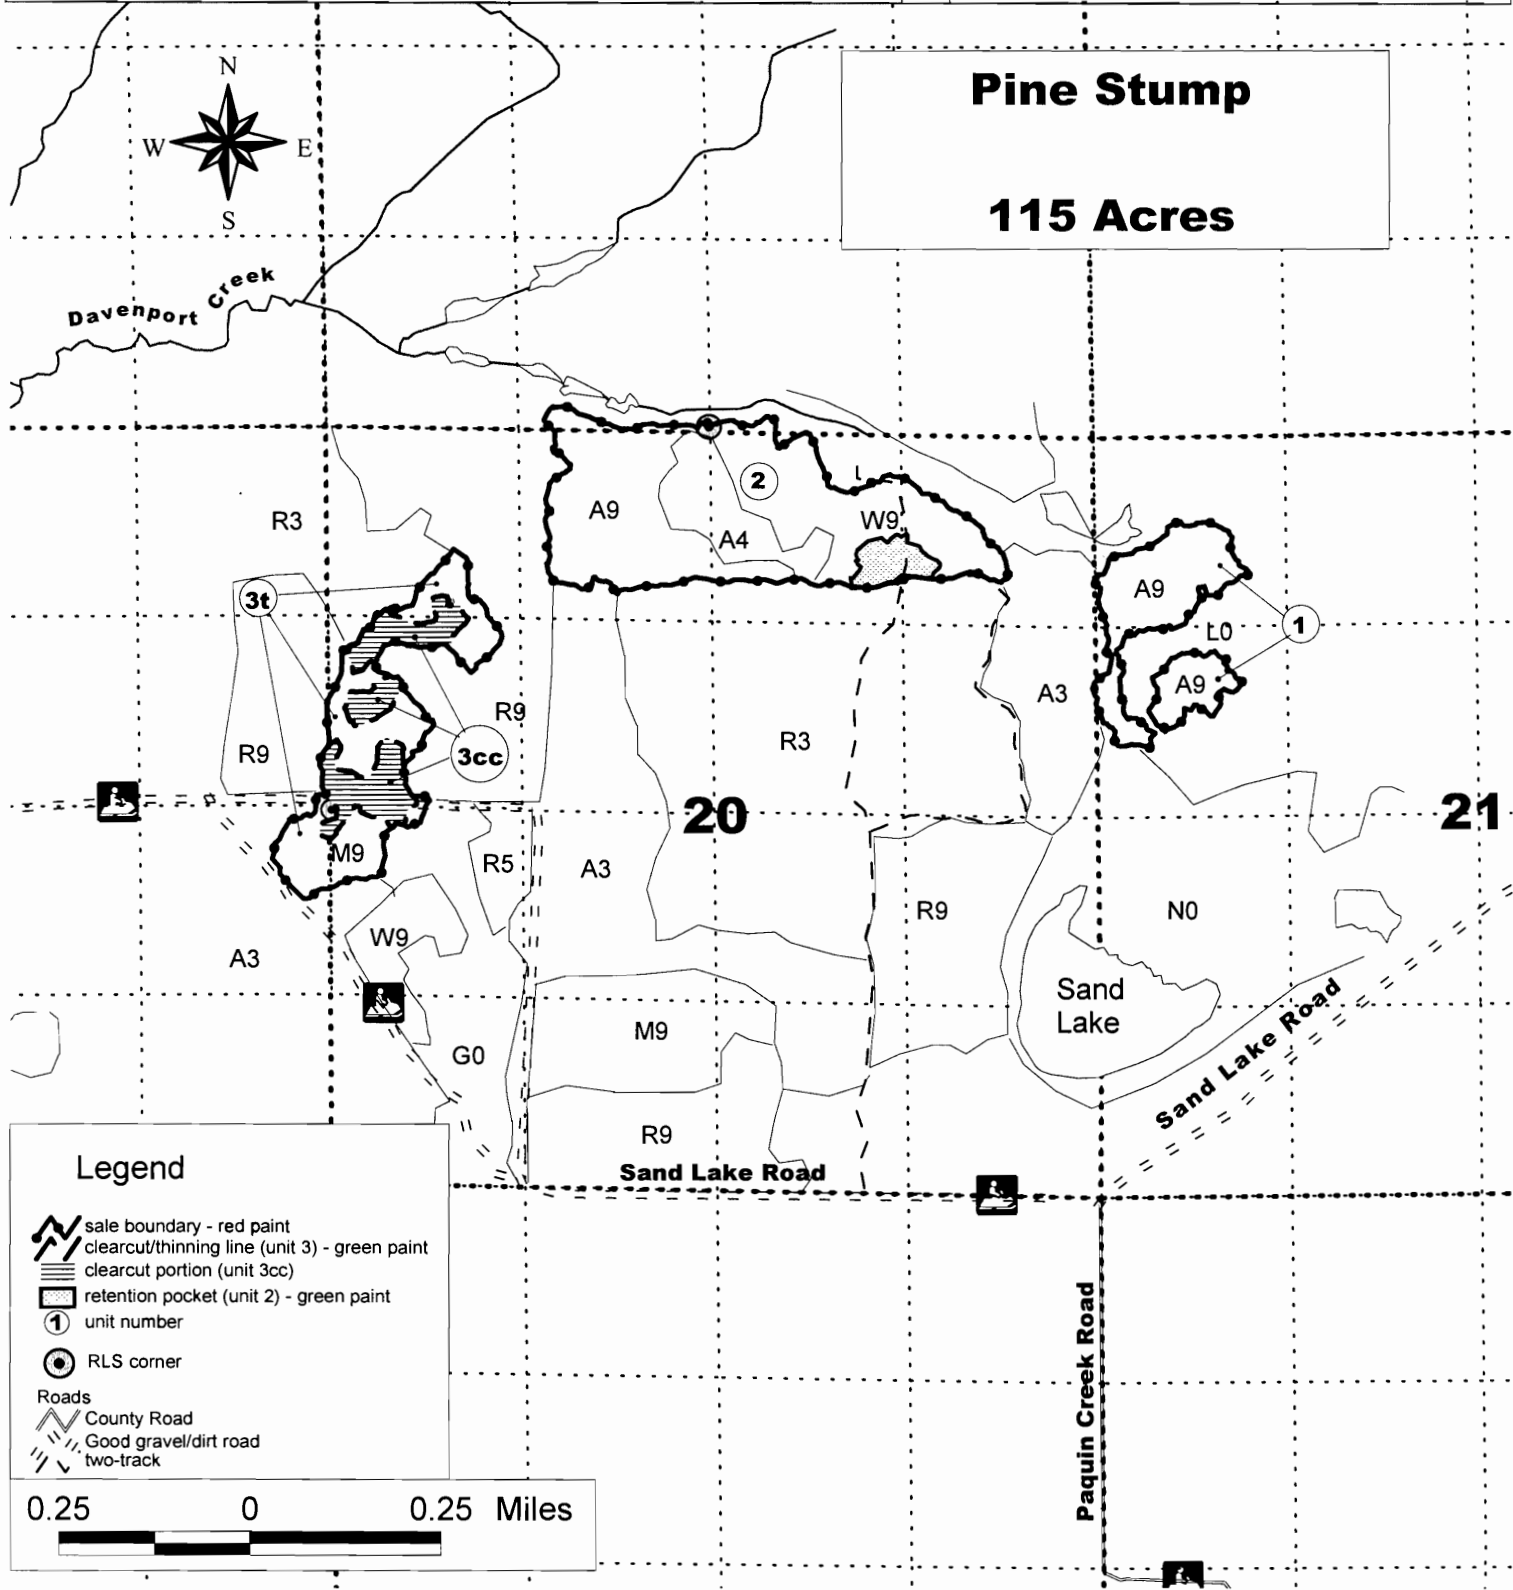 Pine Stump
115 Acres
N
W
E
S
Davenport Creek
2
A9
A4
W9
R3
3t
A9
L0
1
A9
A3
R9
R3
3cc
R9
20
21
M9
R5
A3
R9
N0
W9
A3
Sand
Lake
M9
G0
Sand Lake Road
R9
Sand Lake Road
Paquin Creek Road
Legend
sale boundary - red paint
clearcut/thinning line (unit 3) - green paint
clearcut portion (unit 3cc)
retention pocket (unit 2) - green paint
1 unit number
RLS corner
Roads
County Road
Good gravel/dirt road
two-track
0.25 0 0.25 Miles